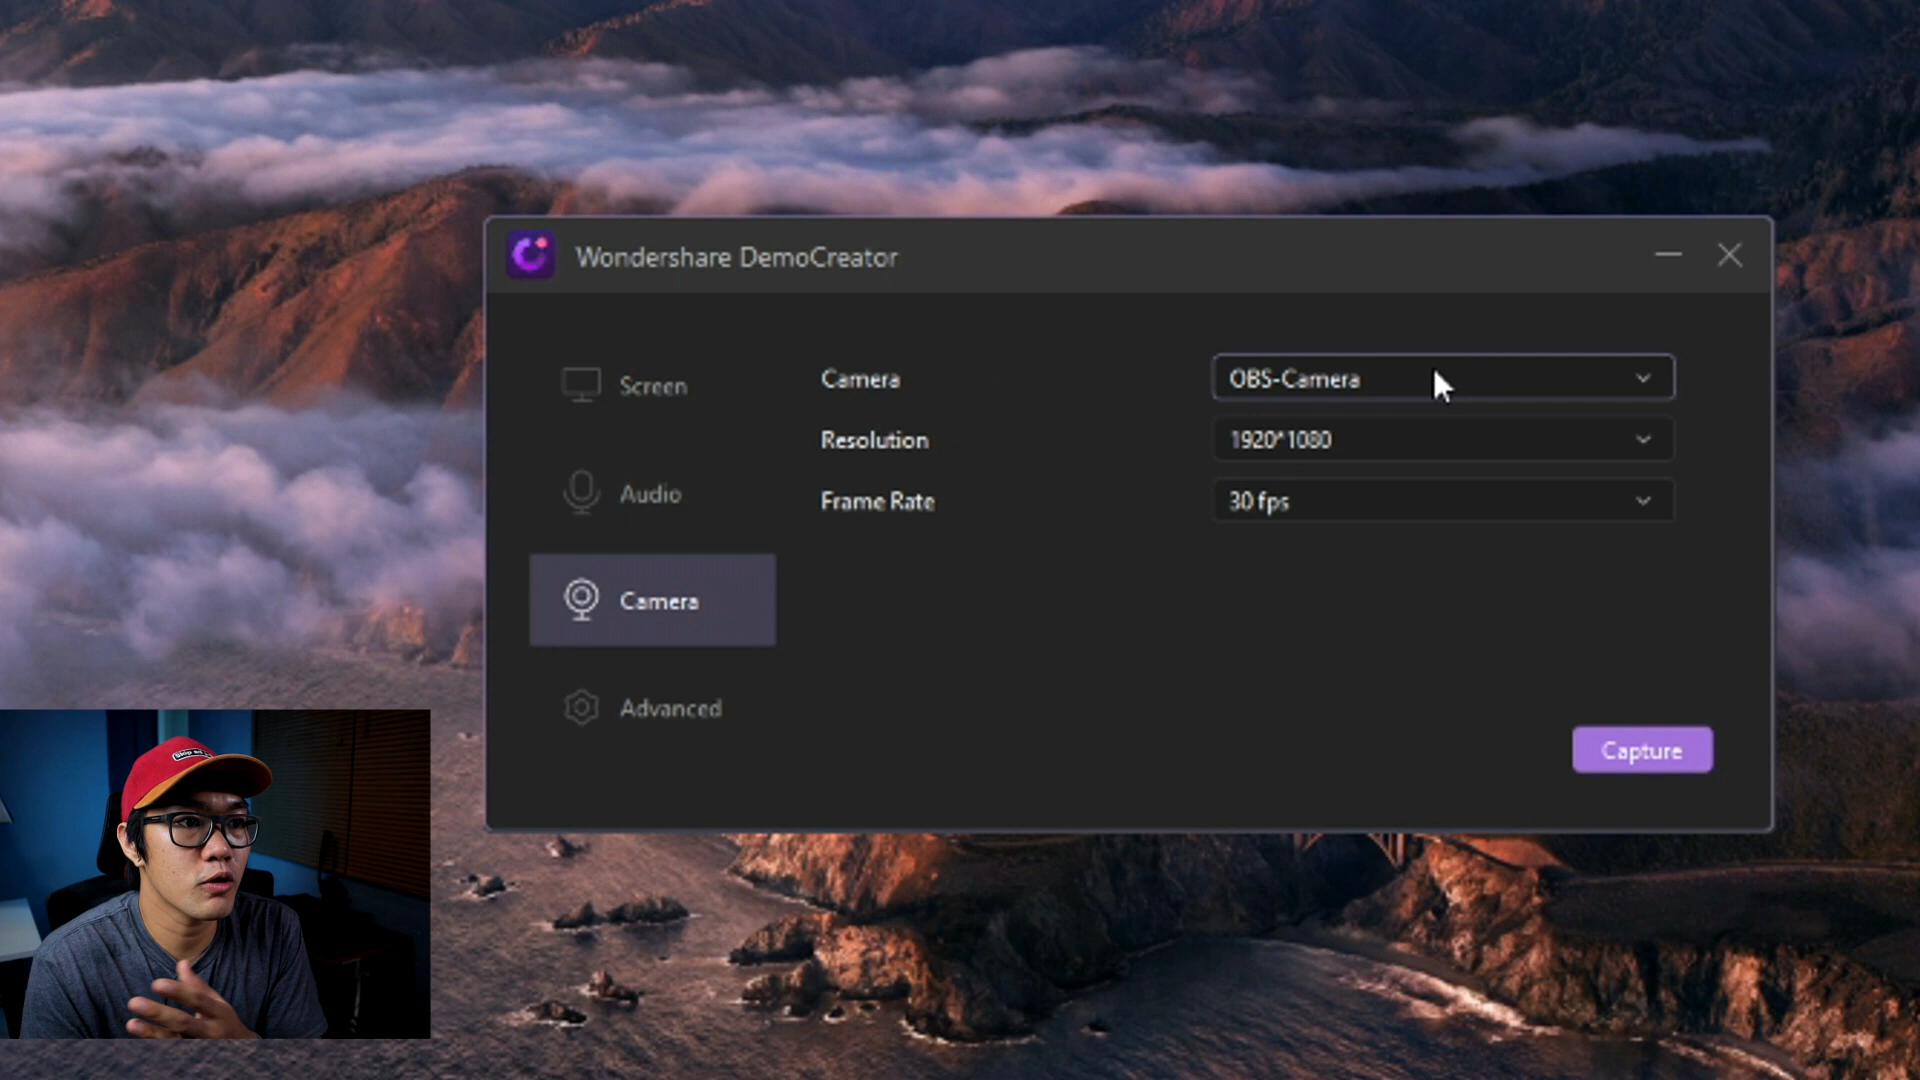 Wondershare DemoCreator
Screen
Camera
OBS-Camera
Resolution
1920*1080
Audio
Frame Rate
30 fps
Camera
Advanced
Capture